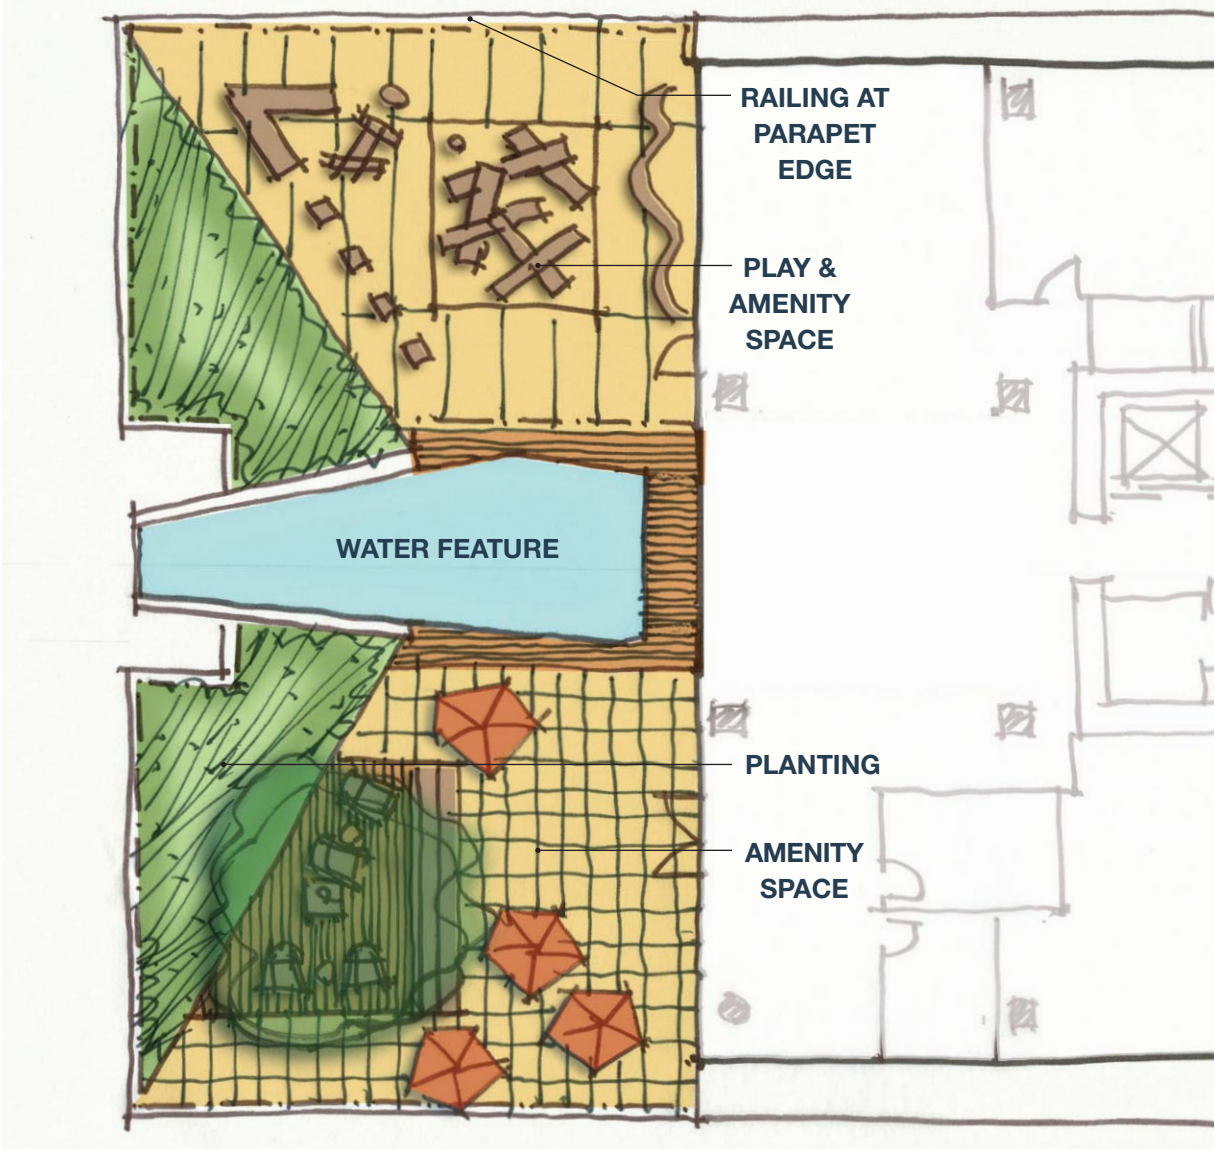 RAILING AT
PARAPET
EDGE
PLAY &
AMENITY
SPACE
WATER FEATURE
PLANTING
AMENITY
SPACE